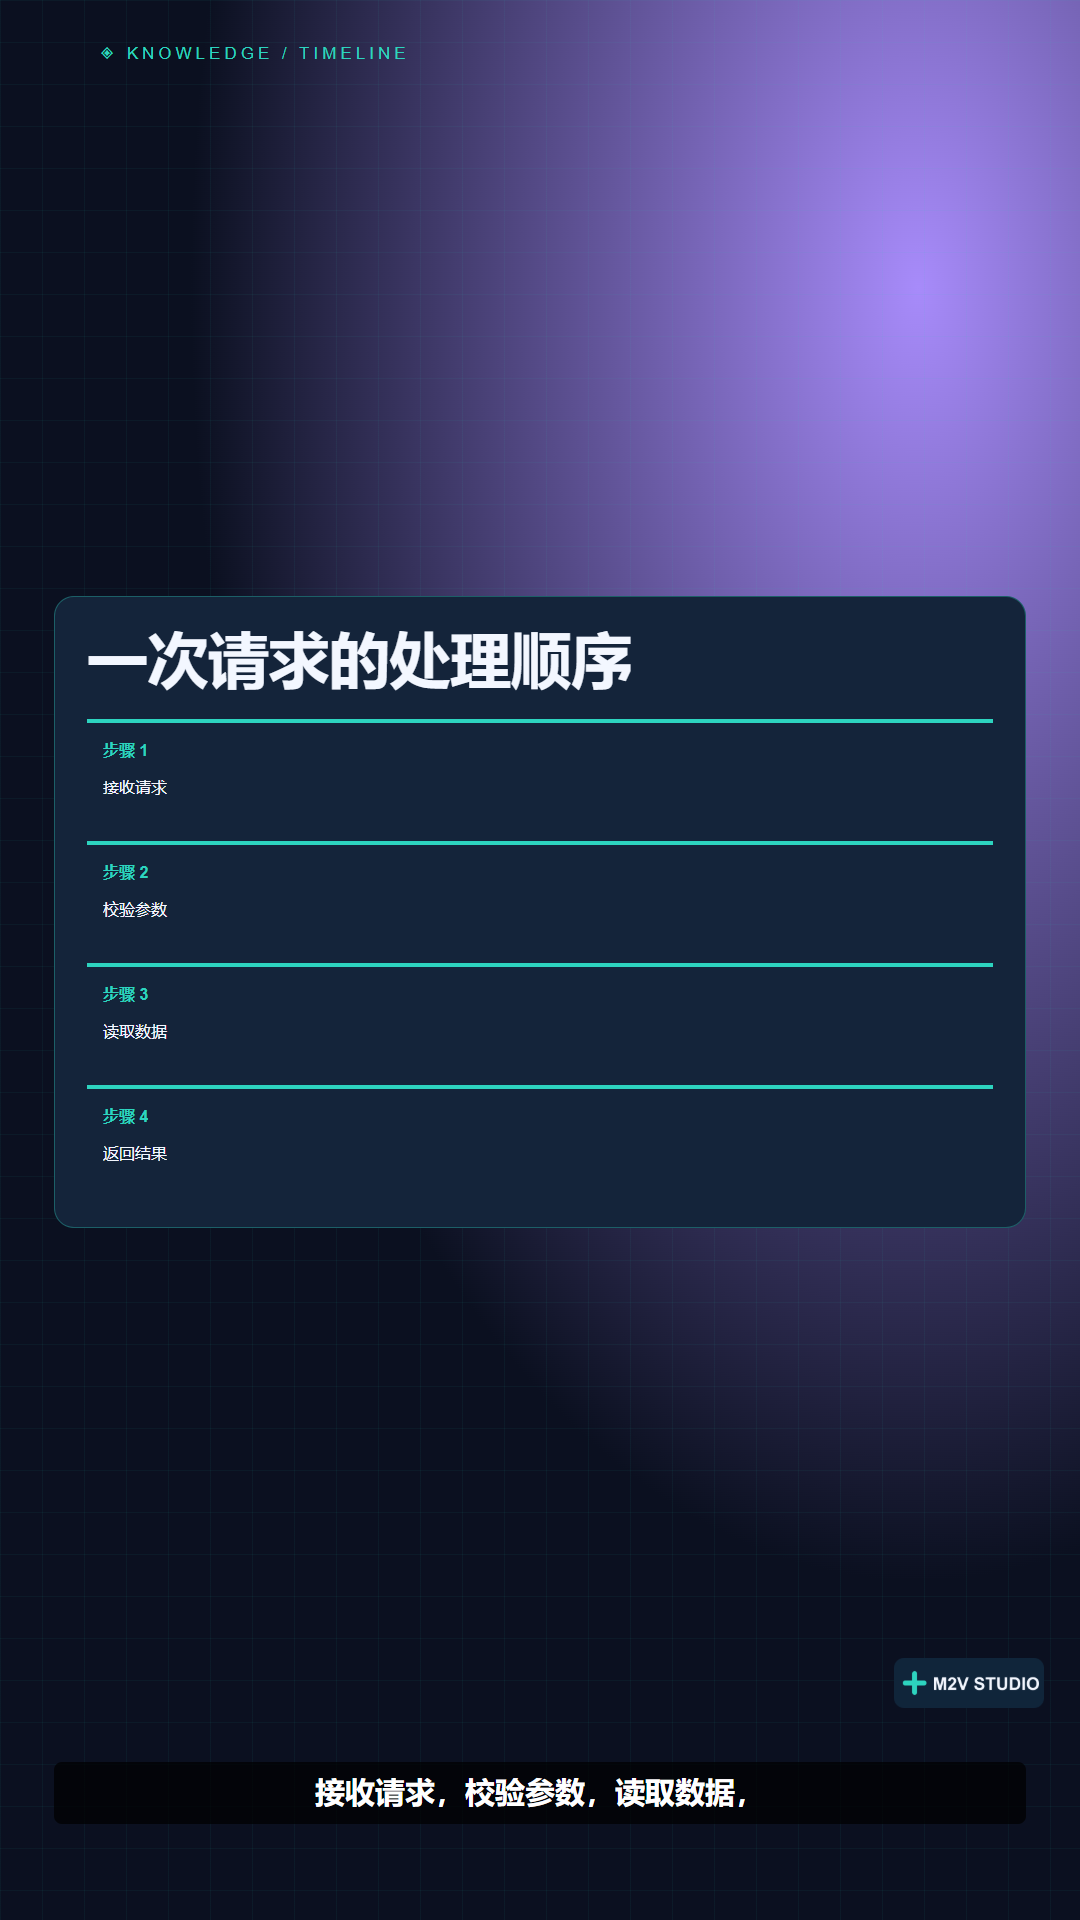 ◈ KNOWLEDGE / TIMELINE
一次请求的处理顺序
步骤 1
接收请求
步骤 2
校验参数
步骤 3
读取数据
步骤 4
返回结果
M2V STUDIO
接收请求，校验参数，读取数据，